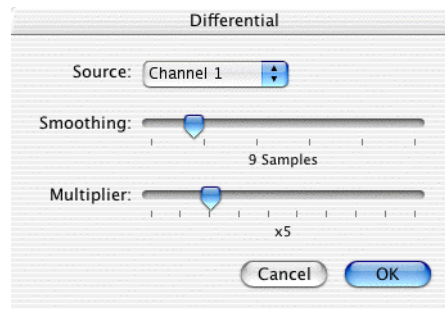 Differential
Source: Channel 1
Smoothing:
9 Samples
Multiplier:
x5
Cancel OK